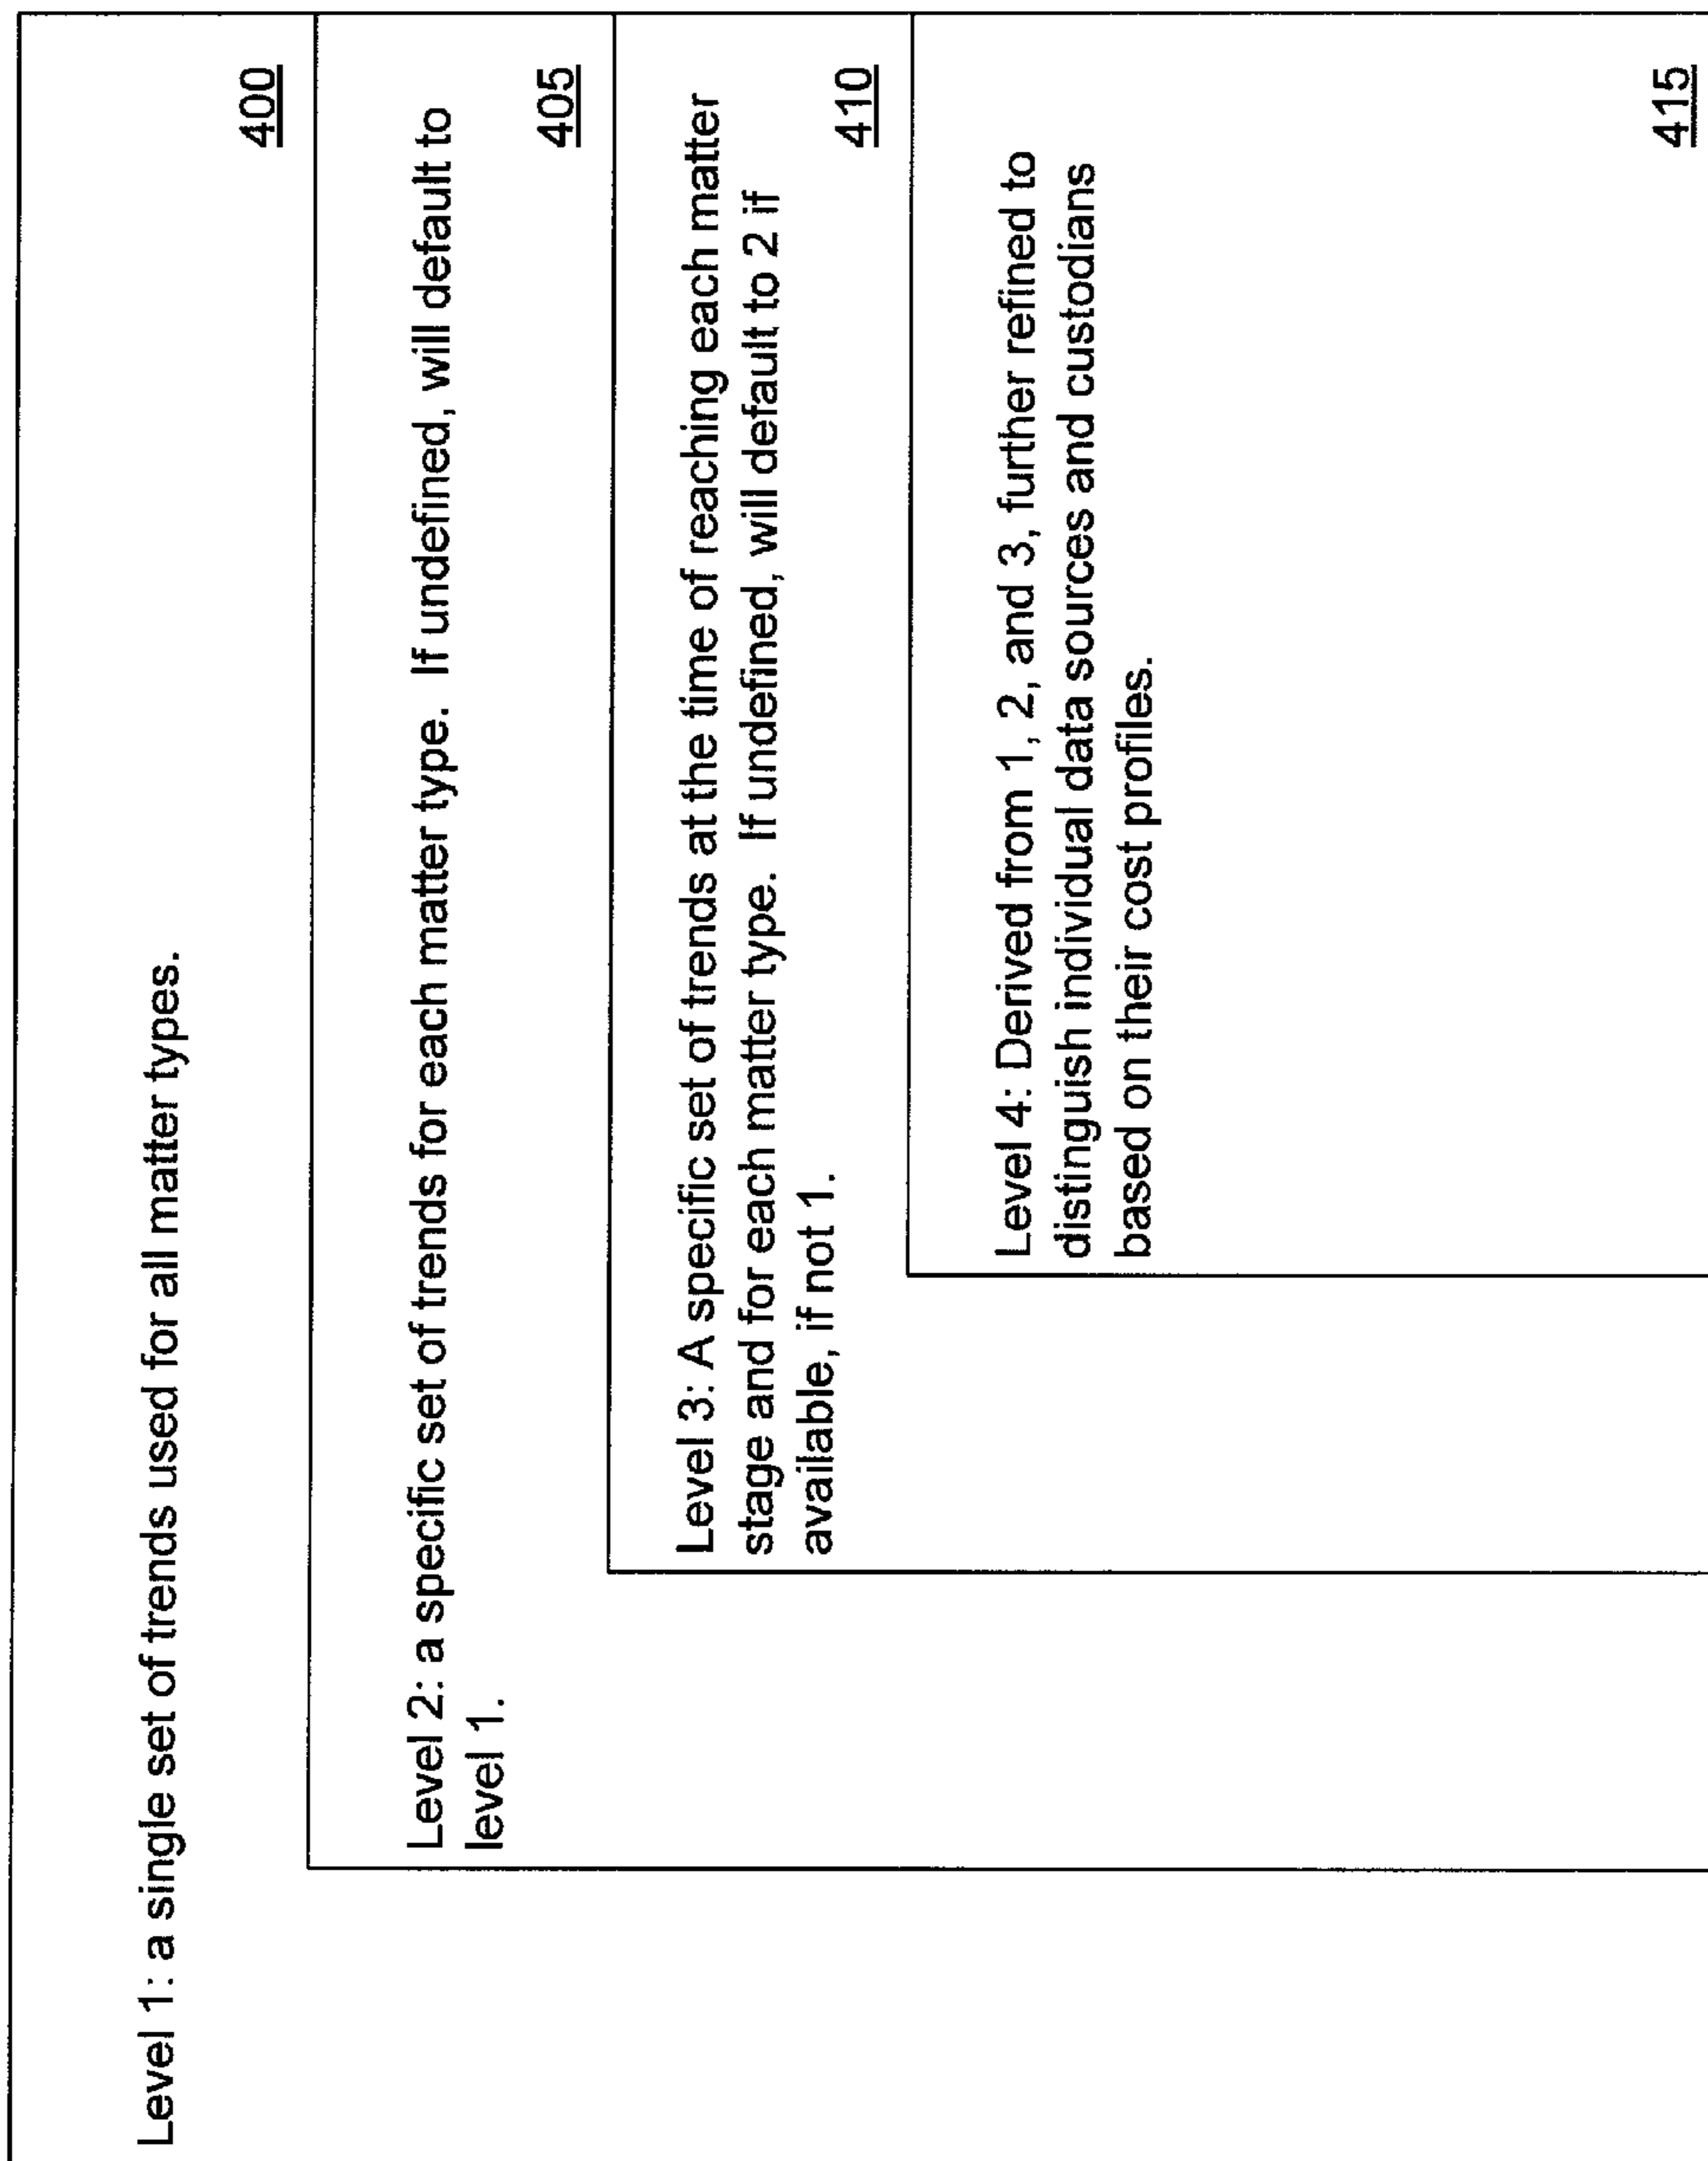 Level 1: a single set of trends used for all matter types.
400
Level 2: a specific set of trends for each matter type.  If undefined, will default to
level 1.
405
Level 3: A specific set of trends at the time of reaching each matter
stage and for each matter type.  If undefined, will default to 2 if
available, if not 1.
410
Level 4: Derived from 1, 2, and 3, further refined to
distinguish individual data sources and custodians
based on their cost profiles.
415